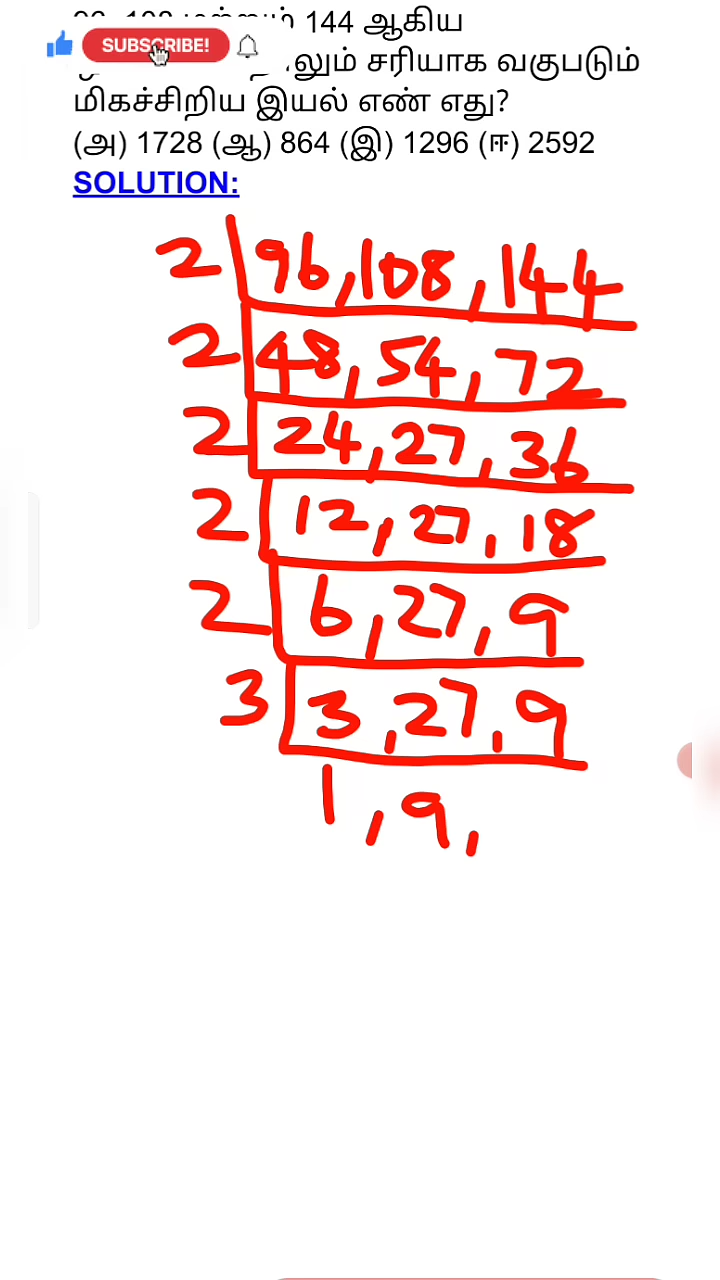 144 ஆகிய
SUBSCRIBE!
சரியாக வகுபடும்
மிகச்சிறிய இயல் எண் எது?
(அ) 1728 (ஆ) 864 (இ) 1296 (ஈ) 2592
SOLUTION:
2 96, 108, 144
2 48, 54, 72
2 24, 27, 36
2 12, 27, 18
2 6, 27, 9
3 3, 27, 9
1, 9,